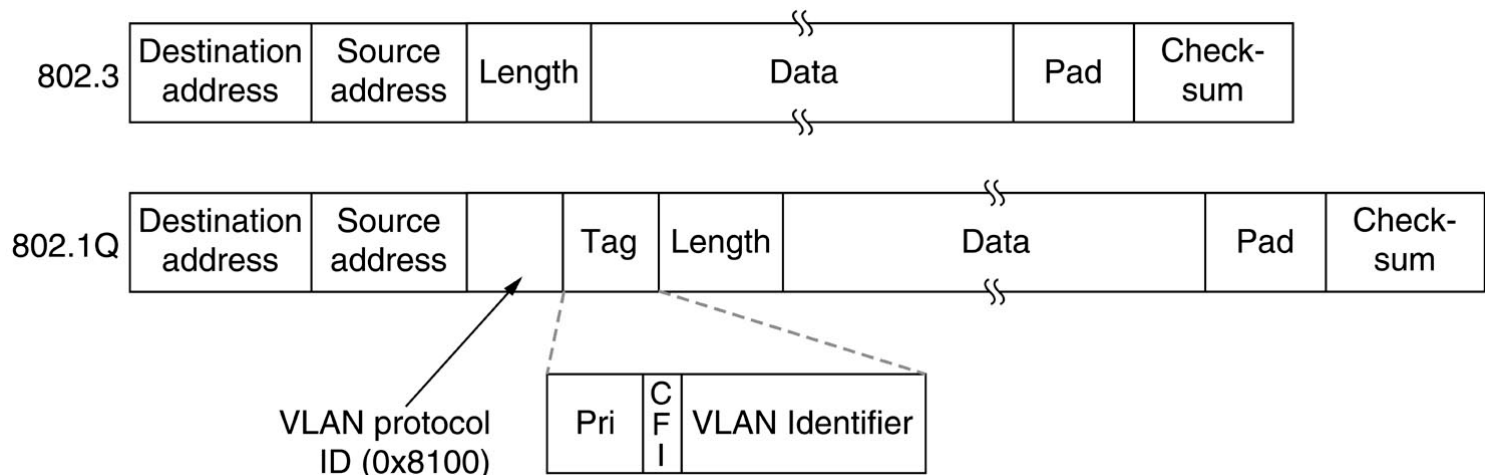 802.3
Destination
address
Source
address
Length
Data
Pad
Check-
sum
802.1Q
Destination
address
Source
address
Tag
Length
Data
Pad
Check-
sum
VLAN protocol
ID (0x8100)
Pri
C
F
I
VLAN Identifier